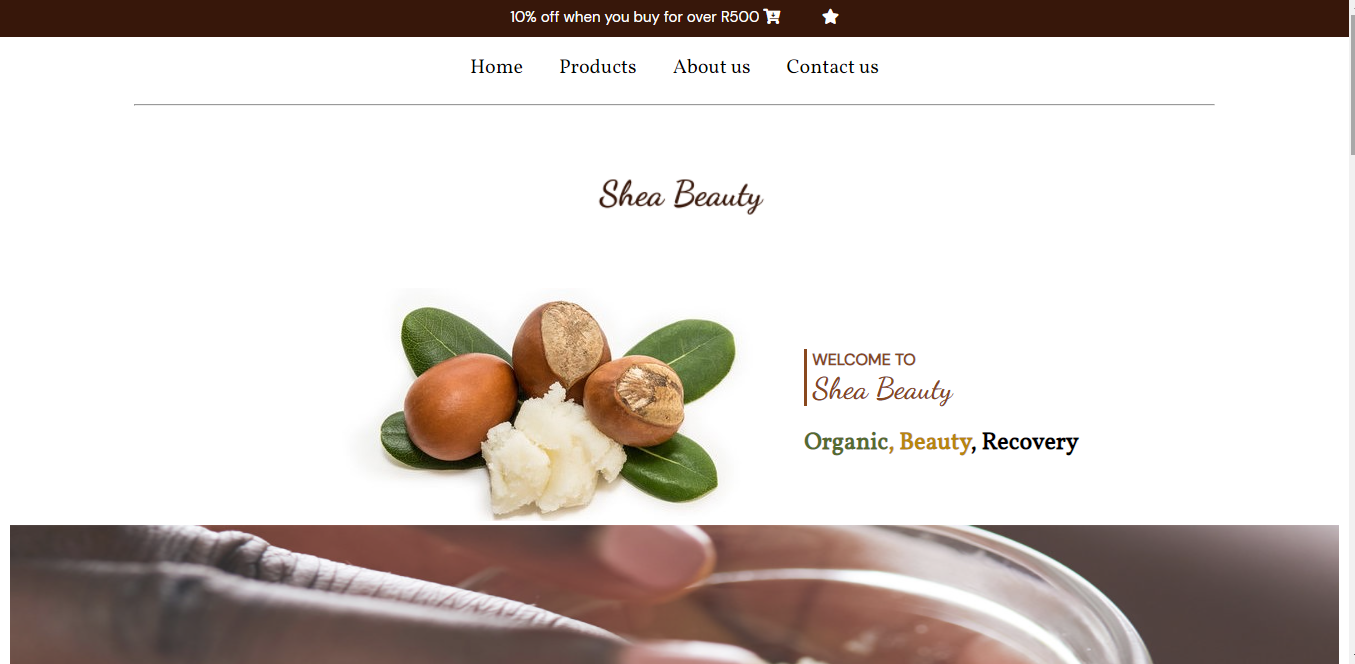 10% off when you buy for over R500
Home Products About us Contact us
Shea Beauty
WELCOME TO
Shea Beauty
Organic, Beauty, Recovery